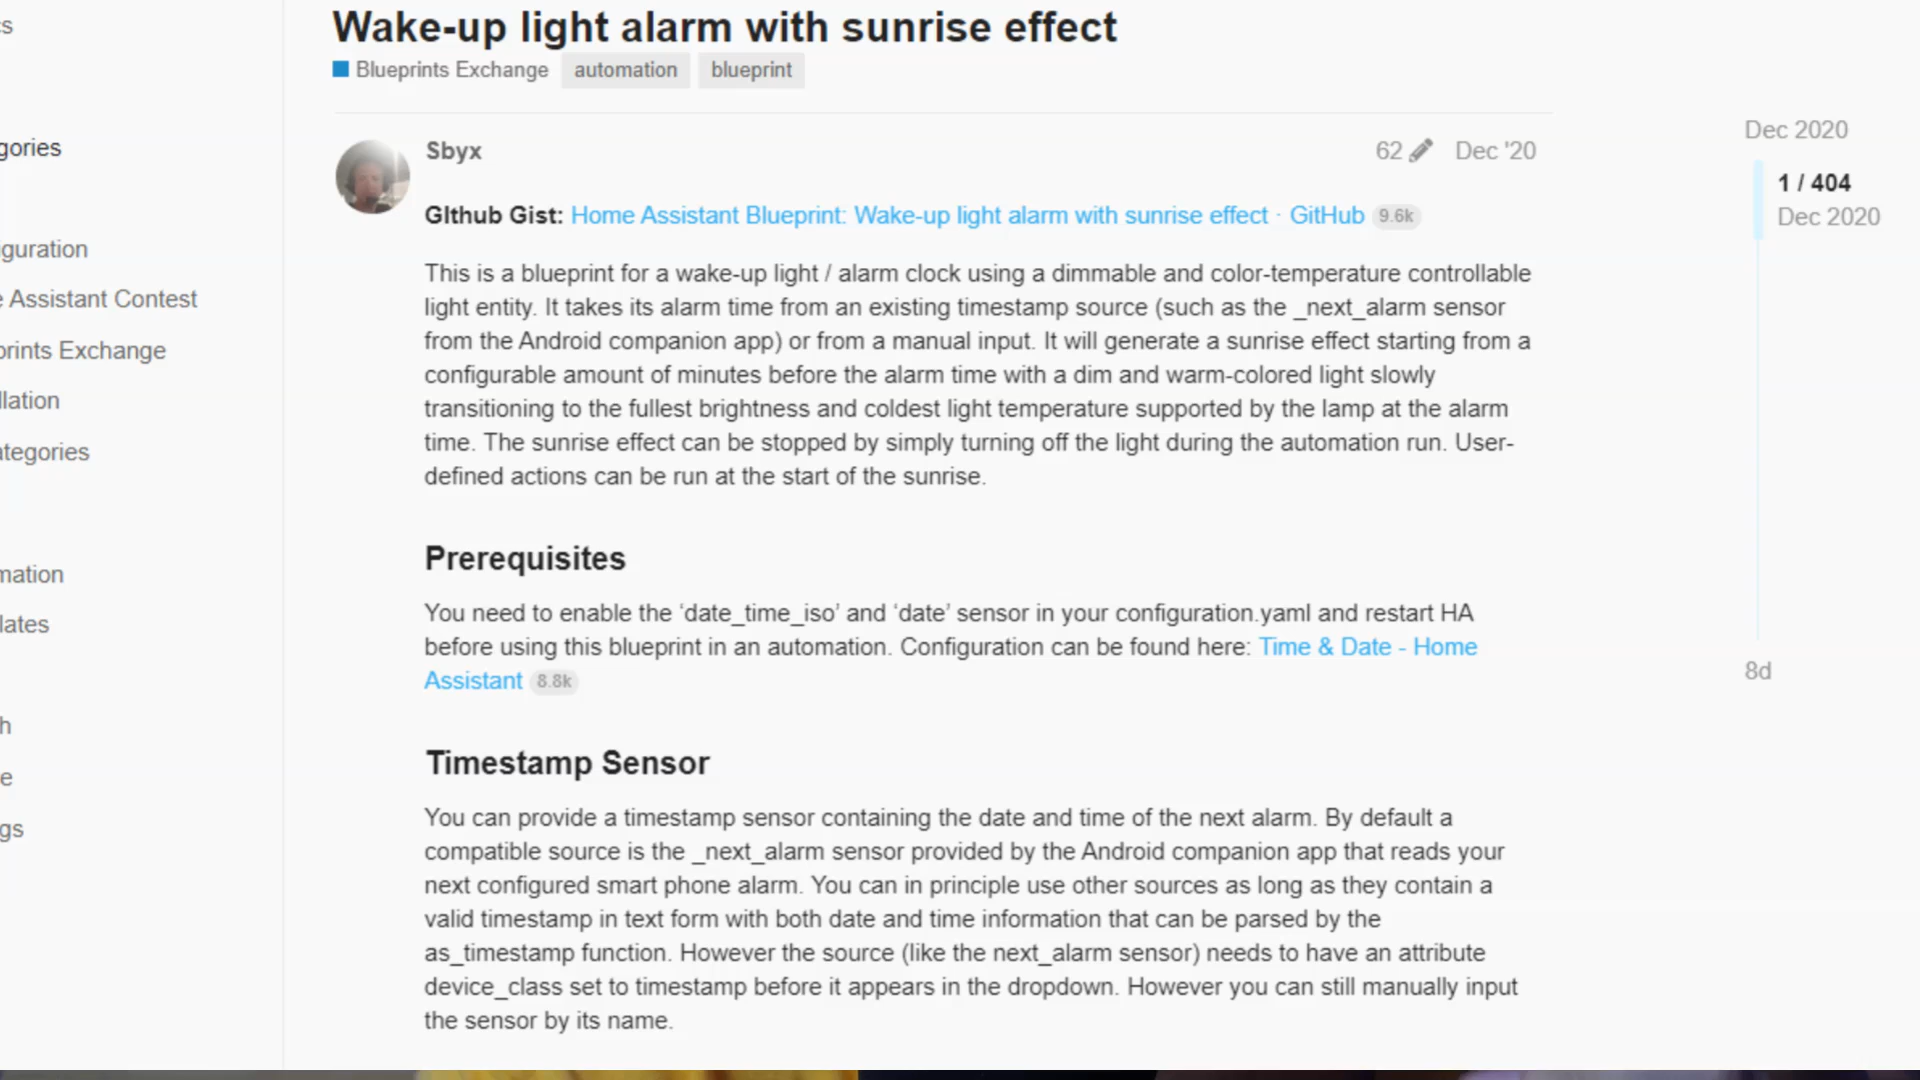 Wake-up light alarm with sunrise effect
Blueprints Exchange automation blueprint
Sbyx 62 Dec '20
GIthub Gist: Home Assistant Blueprint: Wake-up light alarm with sunrise effect · GitHub 9.6k
This is a blueprint for a wake-up light / alarm clock using a dimmable and color-temperature controllable
light entity. It takes its alarm time from an existing timestamp source (such as the _next_alarm sensor
from the Android companion app) or from a manual input. It will generate a sunrise effect starting from a
configurable amount of minutes before the alarm time with a dim and warm-colored light slowly
transitioning to the fullest brightness and coldest light temperature supported by the lamp at the alarm
time. The sunrise effect can be stopped by simply turning off the light during the automation run. User-
defined actions can be run at the start of the sunrise.
Prerequisites
You need to enable the ‘date_time_iso’ and ‘date’ sensor in your configuration.yaml and restart HA
before using this blueprint in an automation. Configuration can be found here: Time & Date - Home
Assistant 8.8k
Timestamp Sensor
You can provide a timestamp sensor containing the date and time of the next alarm. By default a
compatible source is the _next_alarm sensor provided by the Android companion app that reads your
next configured smart phone alarm. You can in principle use other sources as long as they contain a
valid timestamp in text form with both date and time information that can be parsed by the
as_timestamp function. However the source (like the next_alarm sensor) needs to have an attribute
device_class set to timestamp before it appears in the dropdown. However you can still manually input
the sensor by its name.
Dec 2020
1 / 404
Dec 2020
8d
cs
gories
guration
e Assistant Contest
prints Exchange
llation
ategories
mation
lates
h
e
gs